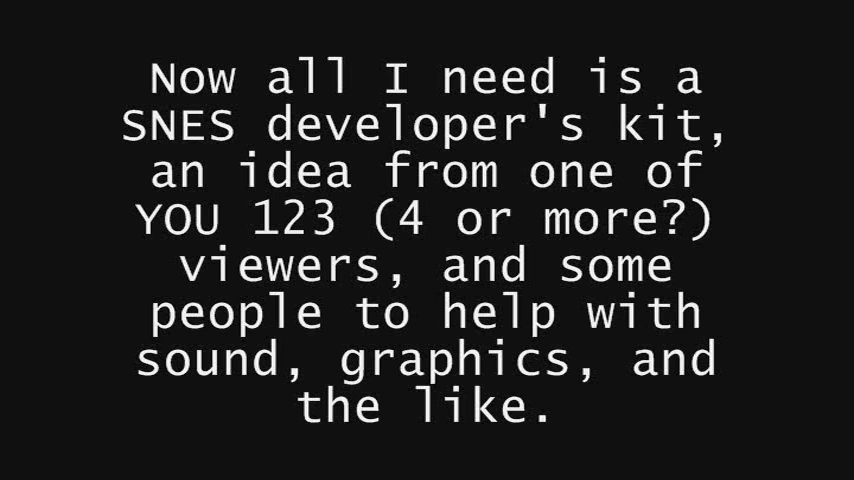 Now all I need is a
SNES developer's kit,
an idea from one of
YOU 123 (4 or more?)
viewers, and some
people to help with
sound, graphics, and
the like.